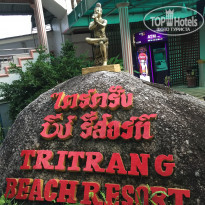 TOP Hotels
ไตรตรัง
บีช รีสอร์ท
TRITRANG
BEACH RESORT